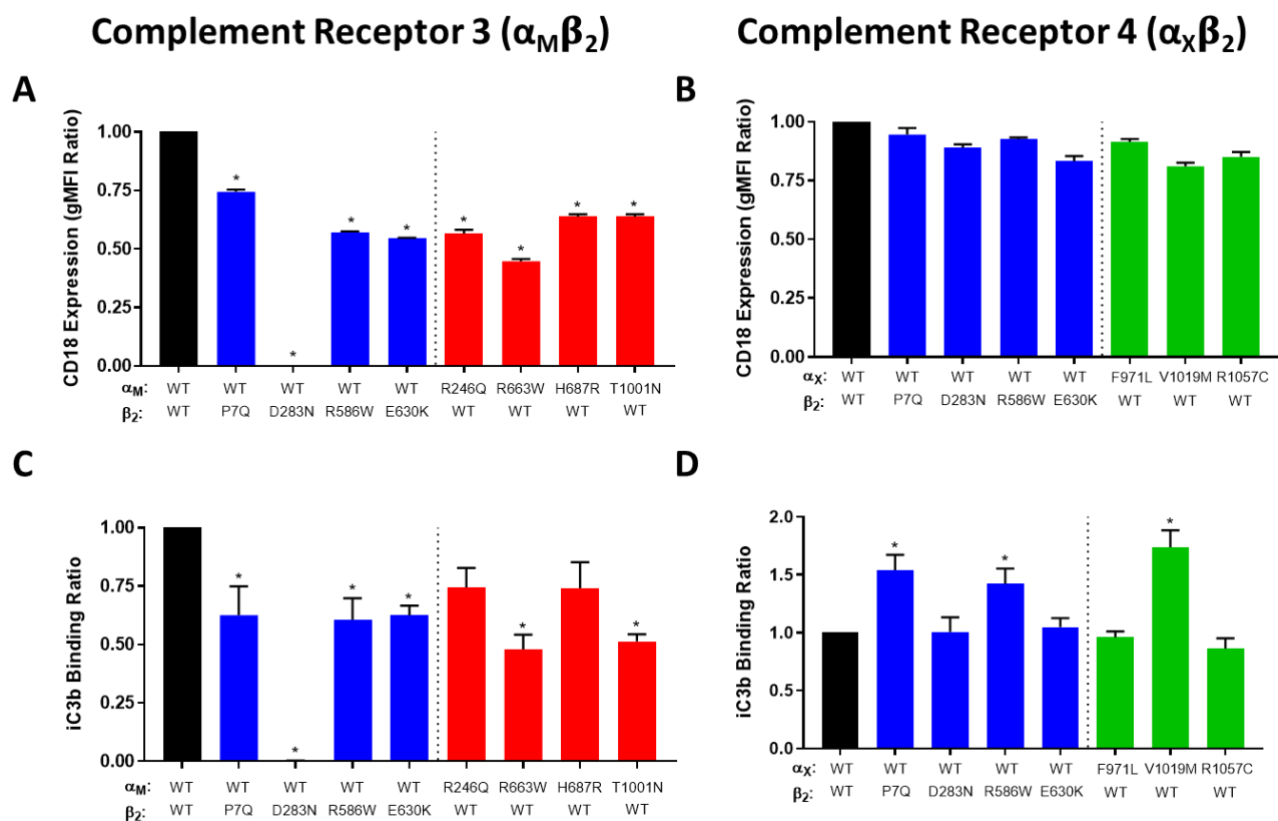 Complement Receptor 3 (αMβ2)
Complement Receptor 4 (αXβ2)
A
CD18 Expression (gMFI Ratio)
1.00
0.75
0.50
0.25
0.00
* * * * * * * *
αM: WT WT WT WT WT R246Q R663W H687R T1001N
β2: WT P7Q D283N R586W E630K WT WT WT WT
B
CD18 Expression (gMFI Ratio)
1.00
0.75
0.50
0.25
0.00
αX: WT WT WT WT WT F971L V1019M R1057C
β2: WT P7Q D283N R586W E630K WT WT WT
C
iC3b Binding Ratio
1.00
0.75
0.50
0.25
0.00
* * * * * *
αM: WT WT WT WT WT R246Q R663W H687R T1001N
β2: WT P7Q D283N R586W E630K WT WT WT WT
D
iC3b Binding Ratio
2.0
1.5
1.0
0.5
0.0
* * *
αX: WT WT WT WT WT F971L V1019M R1057C
β2: WT P7Q D283N R586W E630K WT WT WT